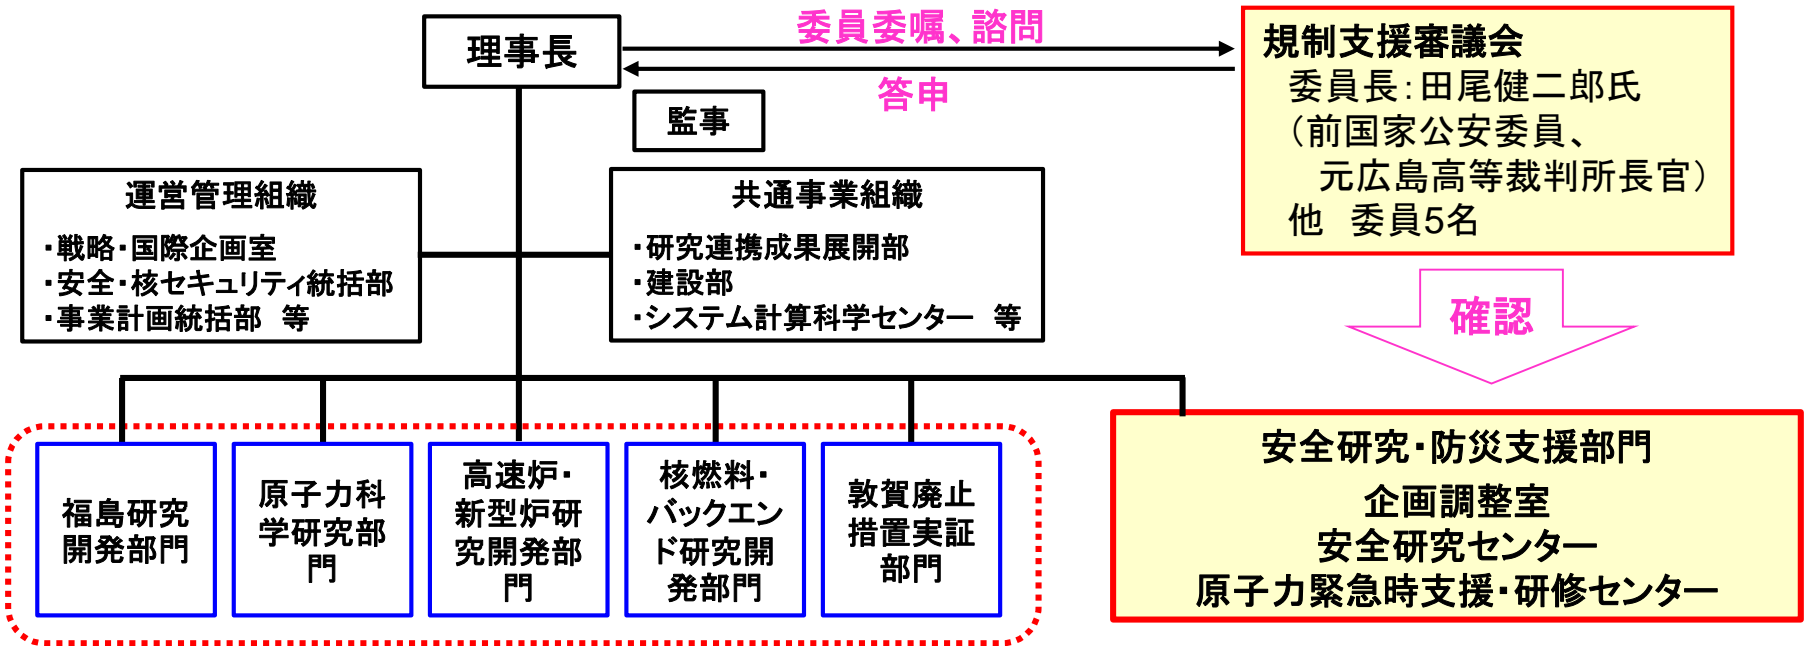 理事長
委員委嘱、諮問
答申
監事
規制支援審議会
委員長：田尾健二郎氏
（前国家公安委員、
元広島高等裁判所長官）
他　委員5名
運営管理組織
・戦略・国際企画室
・安全・核セキュリティ統括部
・事業計画統括部　等
共通事業組織
・研究連携成果展開部
・建設部
・システム計算科学センター　等
確認
福島研究
開発部門
原子力科
学研究部
門
高速炉・
新型炉研
究開発部
門
核燃料・
バックエン
ド研究開
発部門
敦賀廃止
措置実証
部門
安全研究・防災支援部門
企画調整室
安全研究センター
原子力緊急時支援・研修センター